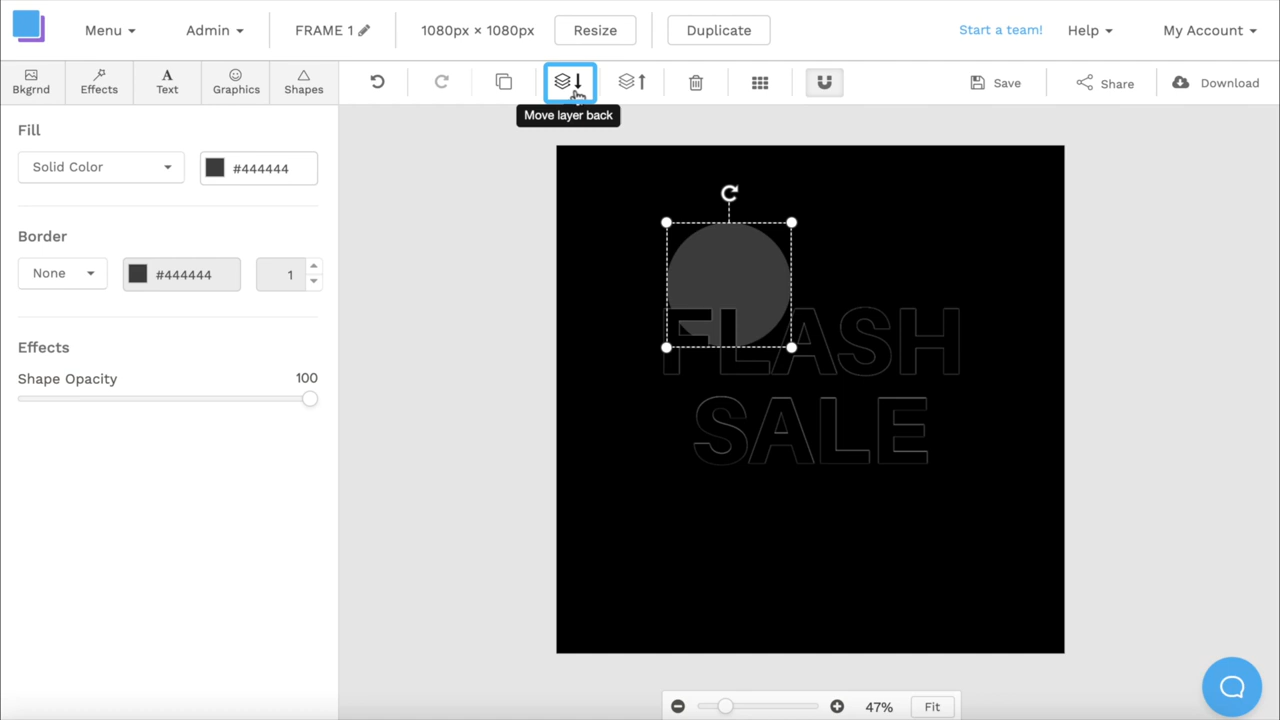 Menu Admin FRAME 1 1080px × 1080px Resize Duplicate Start a team! Help My Account
Bkgrnd Effects Text Graphics Shapes Save Share Download
Move layer back
Fill
Solid Color #444444
Border
None #444444 1
Effects
Shape Opacity 100
FLASH
SALE
47% Fit